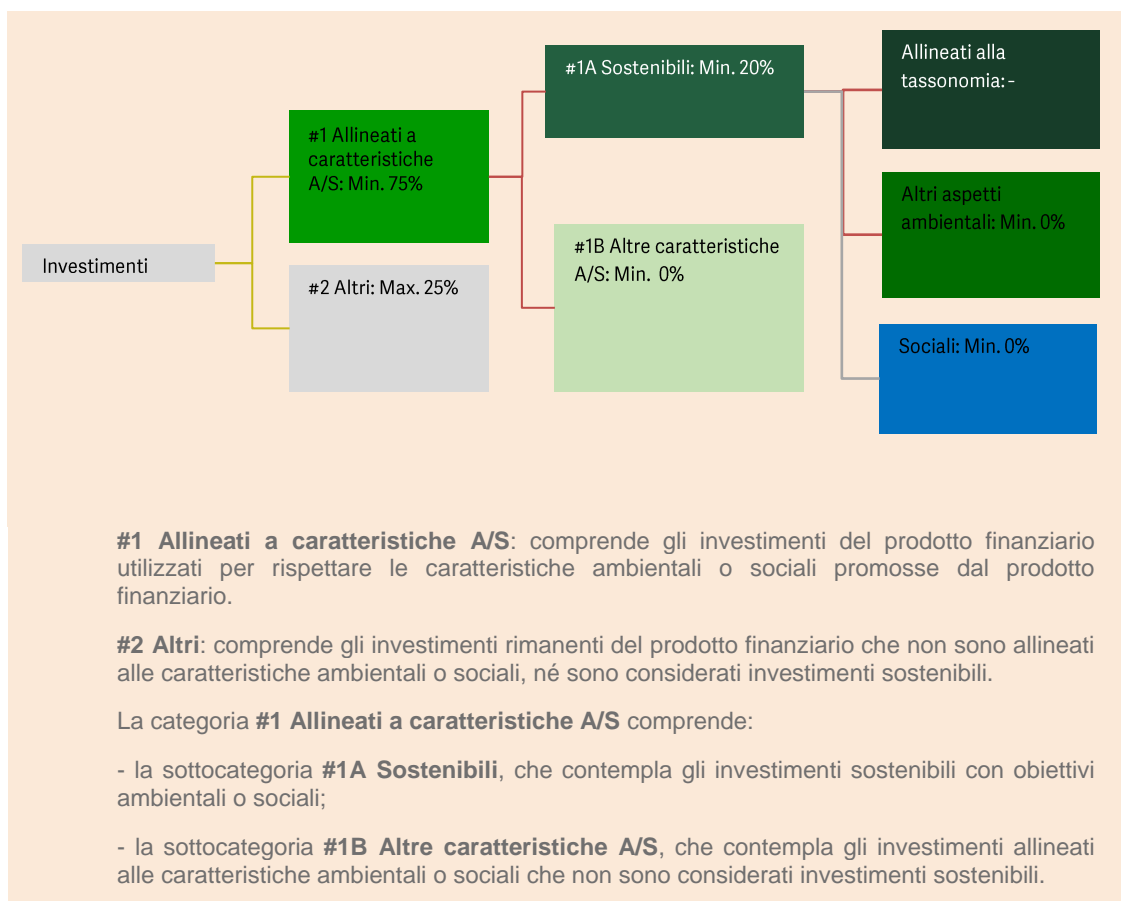 Investimenti
#1 Allineati a
caratteristiche
A/S: Min. 75%
#2 Altri: Max. 25%
#1A Sostenibili: Min. 20%
#1B Altre caratteristiche
A/S: Min. 0%
Allineati alla
tassonomia: -
Altri aspetti
ambientali: Min. 0%
Sociali: Min. 0%
#1 Allineati a caratteristiche A/S: comprende gli investimenti del prodotto finanziario
utilizzati per rispettare le caratteristiche ambientali o sociali promosse dal prodotto
finanziario.
#2 Altri: comprende gli investimenti rimanenti del prodotto finanziario che non sono allineati
alle caratteristiche ambientali o sociali, né sono considerati investimenti sostenibili.
La categoria #1 Allineati a caratteristiche A/S comprende:
- la sottocategoria #1A Sostenibili, che contempla gli investimenti sostenibili con obiettivi
ambientali o sociali;
- la sottocategoria #1B Altre caratteristiche A/S, che contempla gli investimenti allineati
alle caratteristiche ambientali o sociali che non sono considerati investimenti sostenibili.